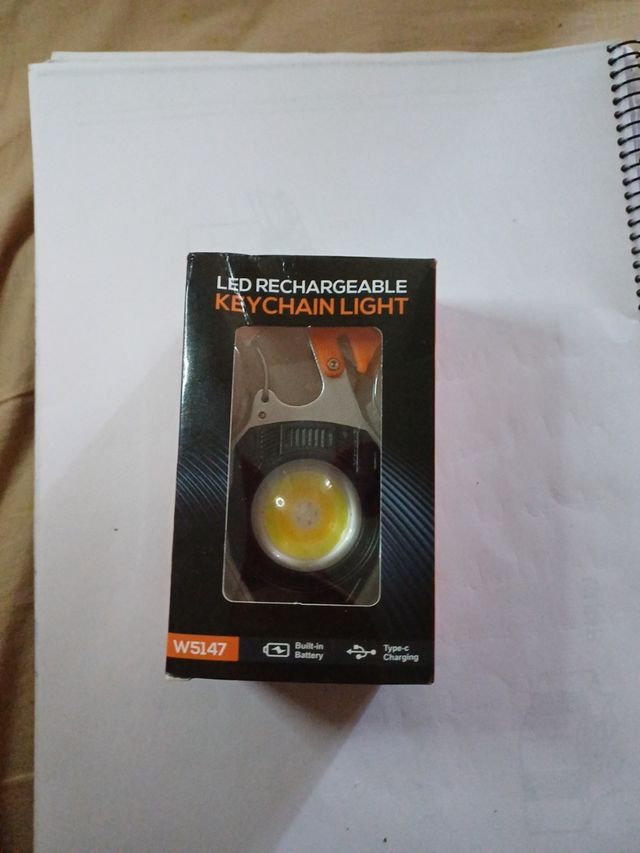 LED RECHARGEABLE
KEYCHAIN LIGHT
W5147
Built-in
Battery
Type-c
Charging